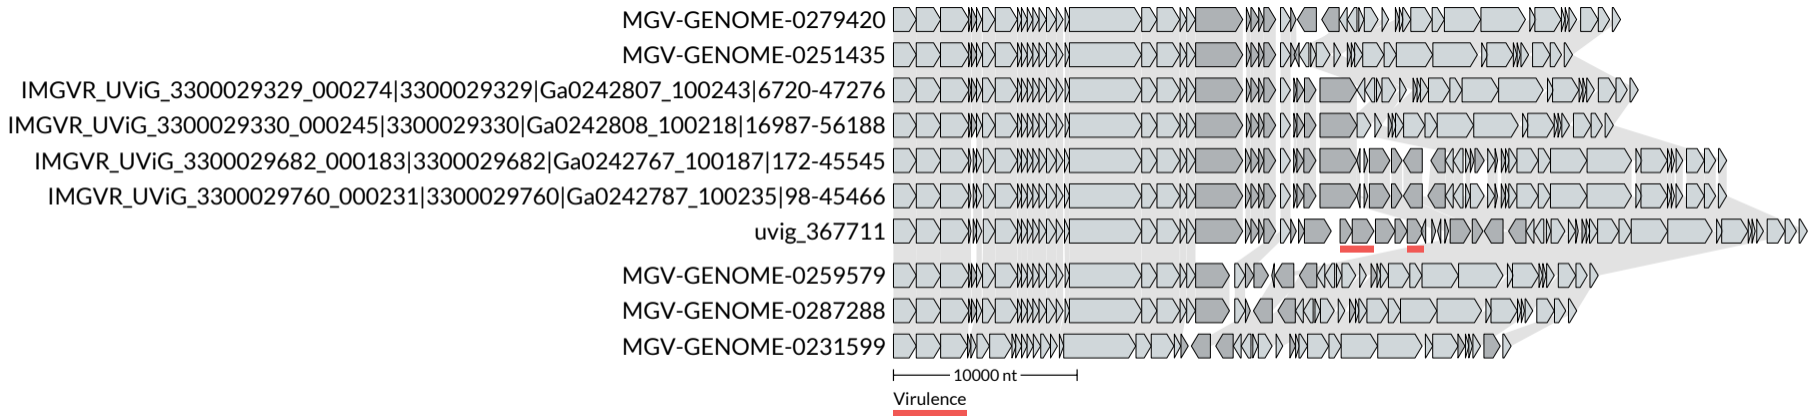 MGV-GENOME-0279420
MGV-GENOME-0251435
IMGVR_UViG_3300029329_000274|3300029329|Ga0242807_100243|6720-47276
IMGVR_UViG_3300029330_000245|3300029330|Ga0242808_100218|16987-56188
IMGVR_UViG_3300029682_000183|3300029682|Ga0242767_100187|172-45545
IMGVR_UViG_3300029760_000231|3300029760|Ga0242787_100235|98-45466
uvig_367711
MGV-GENOME-0259579
MGV-GENOME-0287288
MGV-GENOME-0231599
10000 nt
Virulence